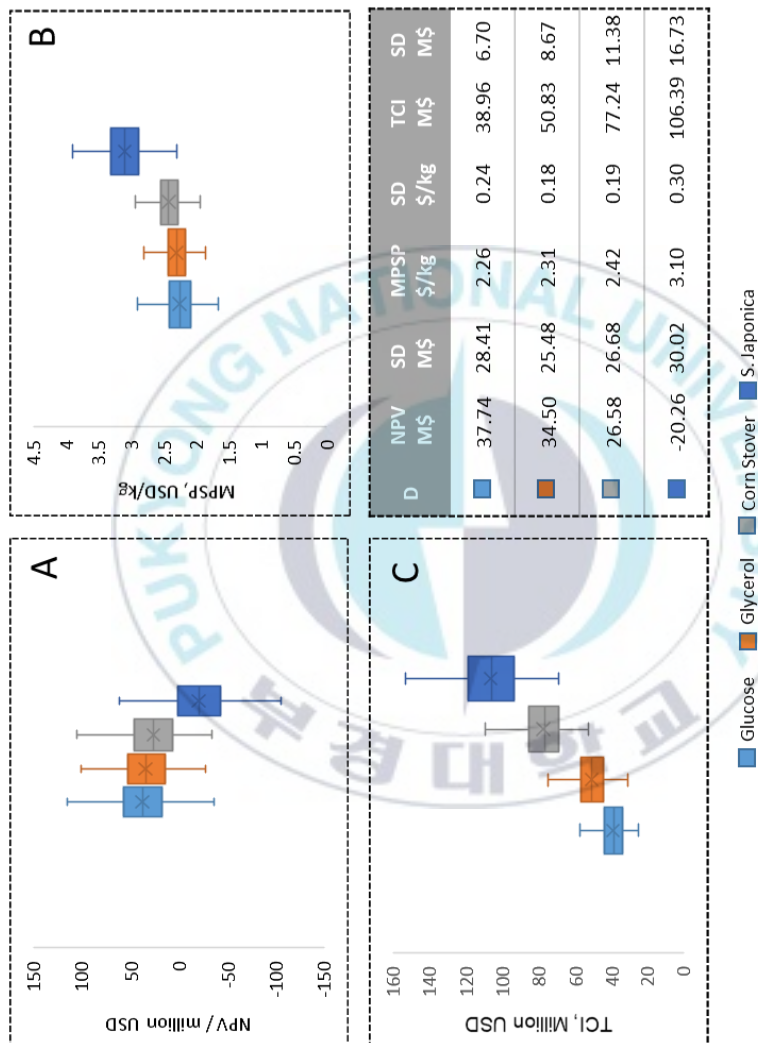 A
NPV / million USD
150
100
50
0
-50
-100
-150
B
MPSP, USD/kg
4.5
4
3.5
3
2.5
2
1.5
1
0.5
0
C
TCI, Million USD
160
140
120
100
80
60
40
20
0
D NPV M$ SD M$ MPSP $/kg SD $/kg TCI M$ SD M$
37.74 28.41 2.26 0.24 38.96 6.70
34.50 25.48 2.31 0.18 50.83 8.67
26.58 26.68 2.42 0.19 77.24 11.38
-20.26 30.02 3.10 0.30 106.39 16.73
Glucose Glycerol Corn Stover S. Japonica
PUKYONG NATIONAL UNIVERSITY
부경대학교